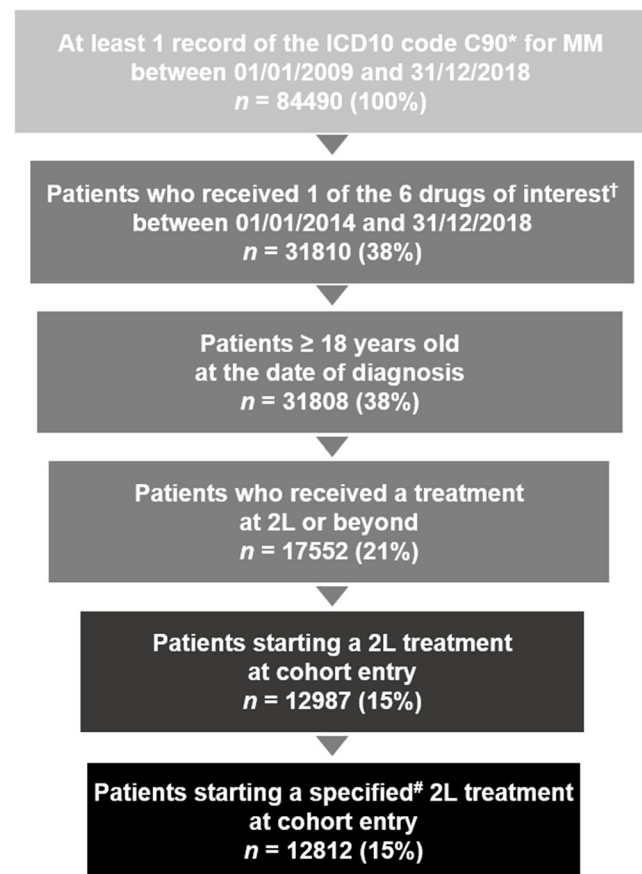 At least 1 record of the ICD10 code C90* for MM
between 01/01/2009 and 31/12/2018
n = 84490 (100%)
Patients who received 1 of the 6 drugs of interest†
between 01/01/2014 and 31/12/2018
n = 31810 (38%)
Patients ≥ 18 years old
at the date of diagnosis
n = 31808 (38%)
Patients who received a treatment
at 2L or beyond
n = 17552 (21%)
Patients starting a 2L treatment
at cohort entry
n = 12987 (15%)
Patients starting a specified# 2L treatment
at cohort entry
n = 12812 (15%)